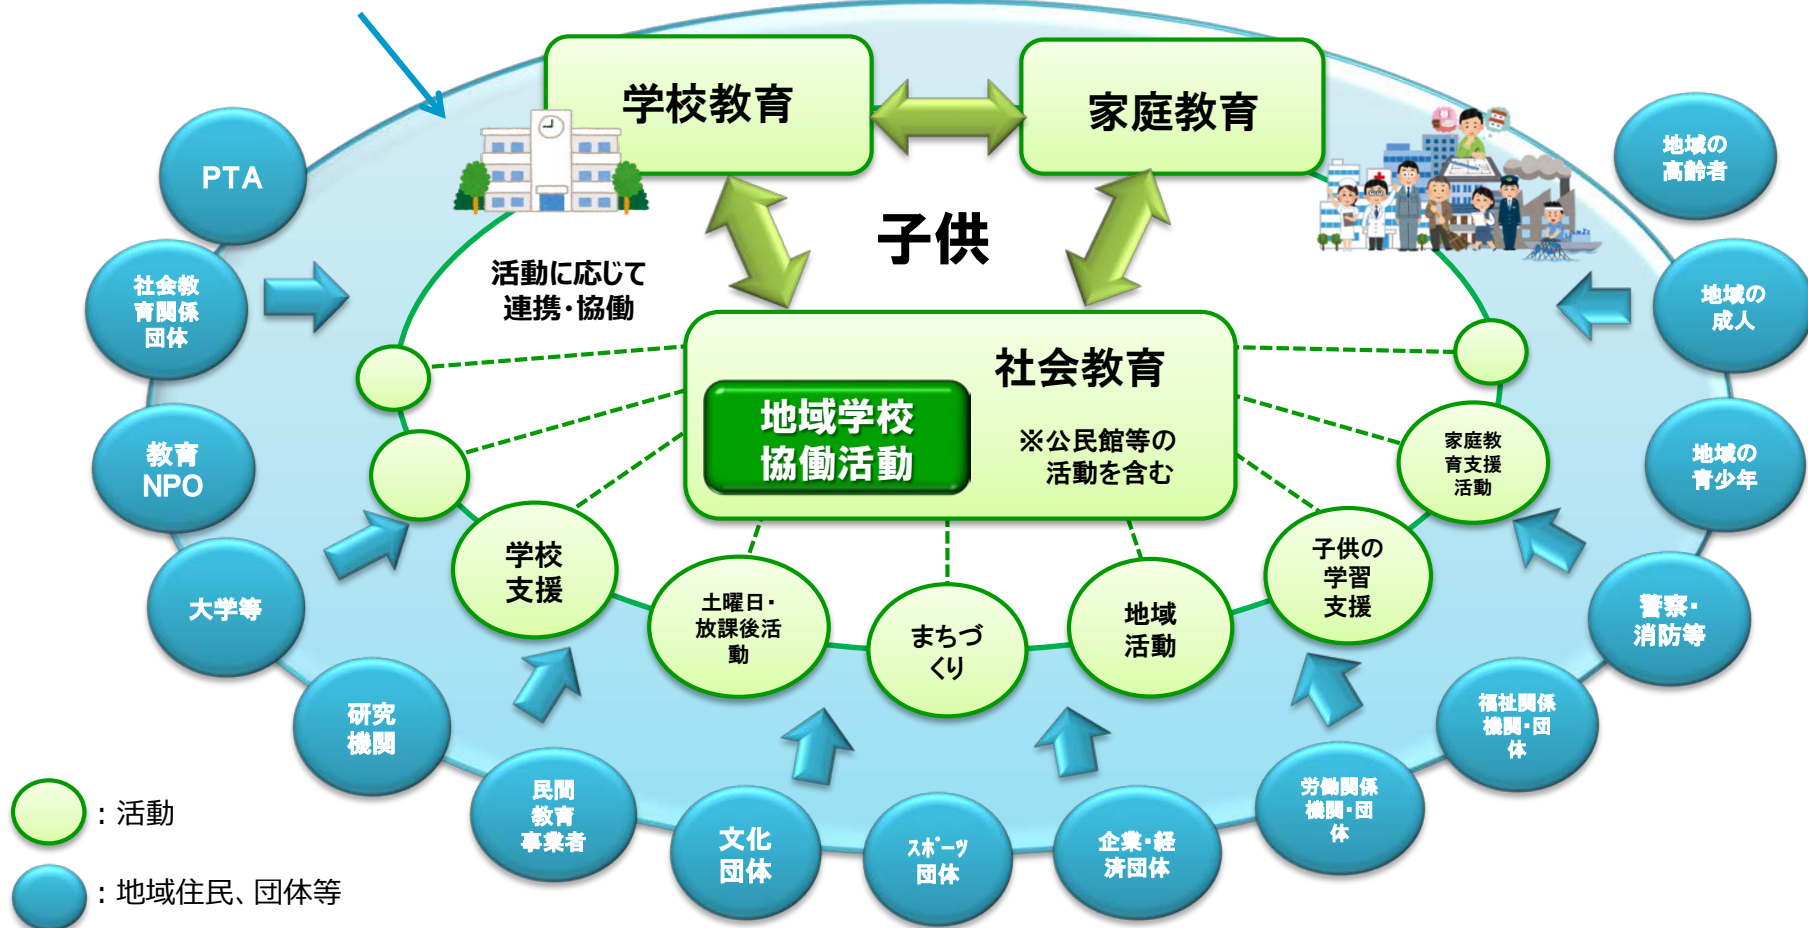 学校教育
家庭教育
子供
活動に応じて
連携・協働
社会教育
地域学校
協働活動
※公民館等の
活動を含む
PTA
社会教
育関係
団体
教育
NPO
大学等
研究
機関
民間
教育
事業者
文化
団体
スポーツ
団体
企業・経
済団体
労働関係
機関・団
体
福祉関係
機関・団
体
警察・
消防等
地域の
青少年
地域の
成人
地域の
高齢者
学校
支援
土曜日・
放課後活
動
まちづ
くり
地域
活動
子供の
学習
支援
家庭教
育支援
活動
：活動
：地域住民、団体等